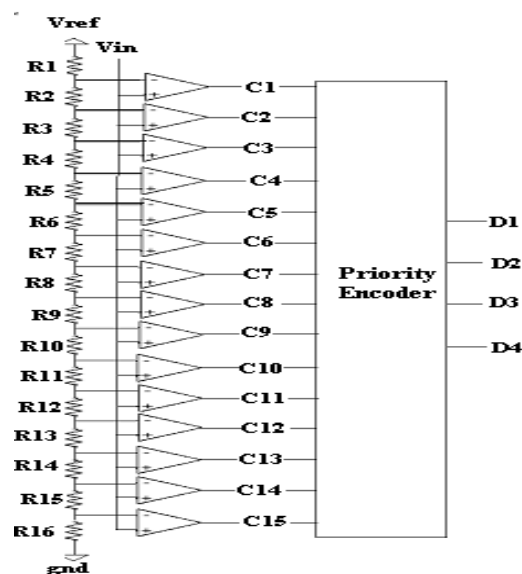 Vref
Vin
R1
R2
R3
R4
R5
R6
R7
R8
R9
R10
R11
R12
R13
R14
R15
R16
gnd
C1
C2
C3
C4
C5
C6
C7
C8
C9
C10
C11
C12
C13
C14
C15
Priority
Encoder
D1
D2
D3
D4